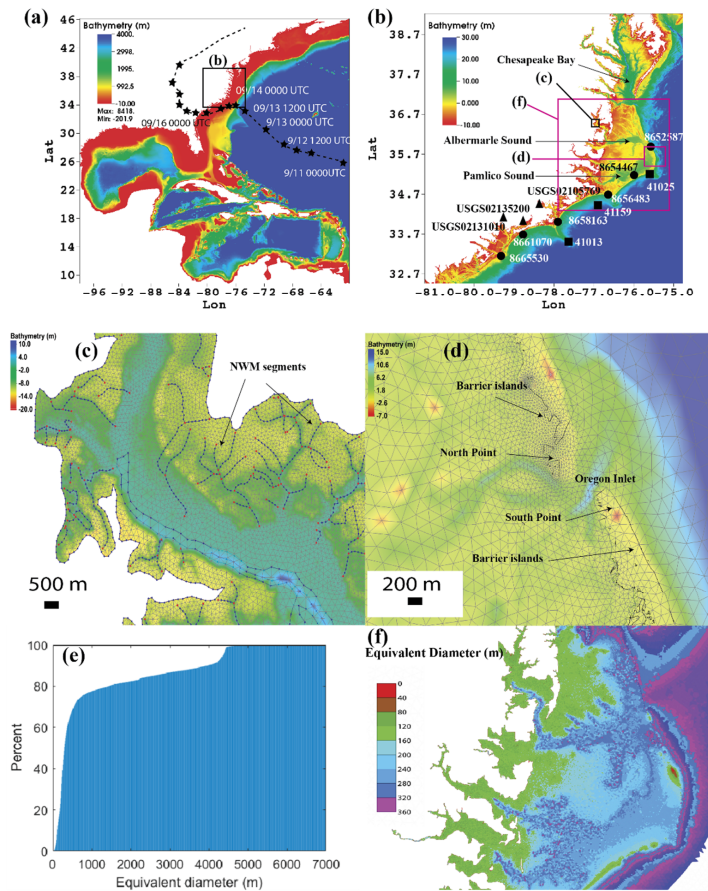 (a)
Bathymetry (m)
4000.
2998.
1995.
992.5
-10.00
Max: 8418.
Min: -201.9
(b)
09/14 0000 UTC
09/13 1200 UTC
9/13 0000 UTC
9/12 1200 UTC
9/11 0000UTC
09/16 0000 UTC
Lat
46
40
34
28
22
16
10
-96 -92 -88 -84 -80 -76 -72 -68 -64
Lon
(b)
Bathymetry (m)
30.00
20.00
10.00
0.000
-10.00
Chesapeake Bay
(c)
(f)
Albermarle Sound
(d)
Pamlico Sound
8654467
41025
USGS02105769
8656483
USGS02135200
41159
USGS02131010
8658163
8661070
41013
8665530
Lat
38.7
37.7
36.7
35.7
34.7
33.7
32.7
-81.0 -79.0 -78.0 -77.0 -76.0 -75.0
Lon
(c)
Bathymetry (m)
10.0
4.0
-2.0
-8.0
-14.0
-20.0
NWM segments
500 m
(d)
Bathymetry (m)
15.0
10.6
6.2
1.8
-2.6
-7.0
Barrier islands
North Point
Oregon Inlet
South Point
Barrier islands
200 m
(e)
Percent
100
80
60
40
20
0
0 1000 2000 3000 4000 5000 6000 7000
Equivalent diameter (m)
(f)
Equivalent Diameter (m)
0
40
80
120
160
200
240
280
320
360